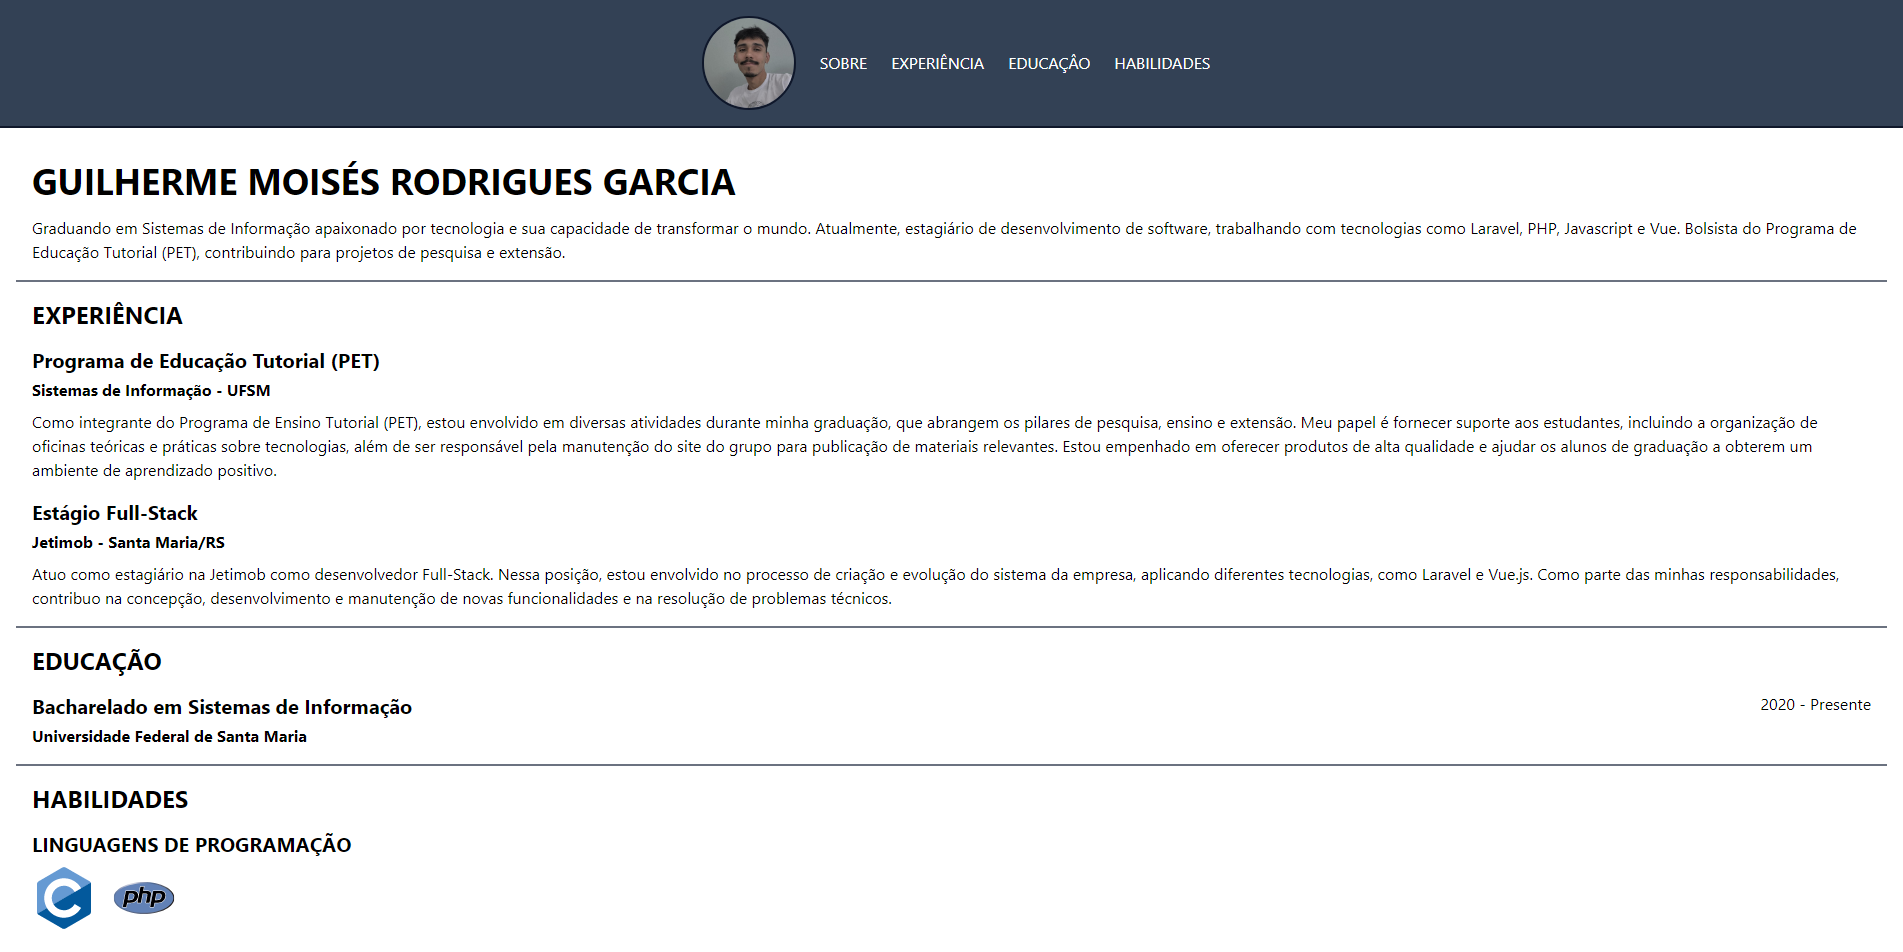 SOBRE EXPERIÊNCIA EDUCAÇÂO HABILIDADES
GUILHERME MOISÉS RODRIGUES GARCIA
Graduando em Sistemas de Informação apaixonado por tecnologia e sua capacidade de transformar o mundo. Atualmente, estagiário de desenvolvimento de software, trabalhando com tecnologias como Laravel, PHP, Javascript e Vue. Bolsista do Programa de
Educação Tutorial (PET), contribuindo para projetos de pesquisa e extensão.
EXPERIÊNCIA
Programa de Educação Tutorial (PET)
Sistemas de Informação - UFSM
Como integrante do Programa de Ensino Tutorial (PET), estou envolvido em diversas atividades durante minha graduação, que abrangem os pilares de pesquisa, ensino e extensão. Meu papel é fornecer suporte aos estudantes, incluindo a organização de
oficinas teóricas e práticas sobre tecnologias, além de ser responsável pela manutenção do site do grupo para publicação de materiais relevantes. Estou empenhado em oferecer produtos de alta qualidade e ajudar os alunos de graduação a obterem um
ambiente de aprendizado positivo.
Estágio Full-Stack
Jetimob - Santa Maria/RS
Atuo como estagiário na Jetimob como desenvolvedor Full-Stack. Nessa posição, estou envolvido no processo de criação e evolução do sistema da empresa, aplicando diferentes tecnologias, como Laravel e Vue.js. Como parte das minhas responsabilidades,
contribuo na concepção, desenvolvimento e manutenção de novas funcionalidades e na resolução de problemas técnicos.
EDUCAÇÃO
Bacharelado em Sistemas de Informação 2020 - Presente
Universidade Federal de Santa Maria
HABILIDADES
LINGUAGENS DE PROGRAMAÇÃO
C php